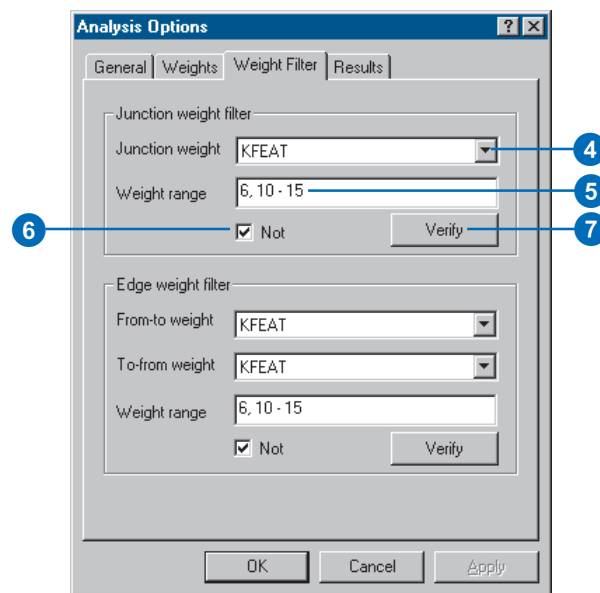 Analysis Options
General Weights Weight Filter Results
Junction weight filter
Junction weight KFEAT 4
Weight range 6, 10 - 15 5
6 Not Verify 7
Edge weight filter
From-to weight KFEAT
To-from weight KFEAT
Weight range 6, 10 - 15
Not Verify
OK Cancel Apply